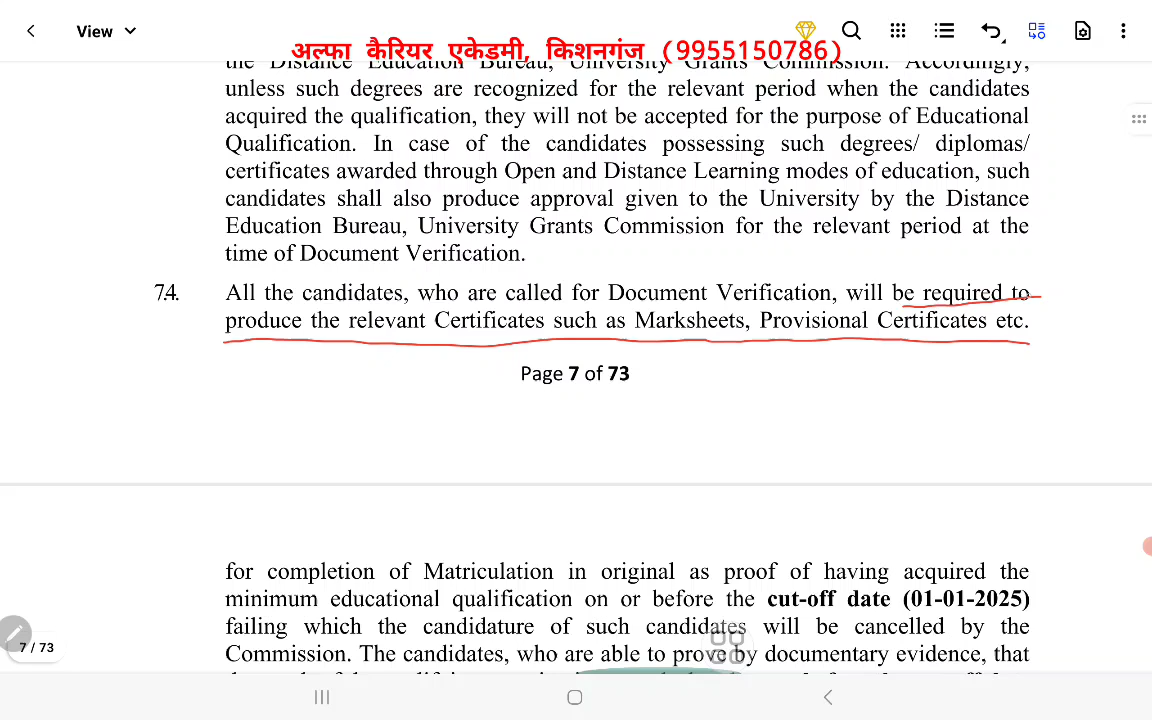 View
अल्फा कैरियर एकेडमी, किशनगंज (9955150786)
the Distance Education Bureau, University Grants Commission. Accordingly,
unless such degrees are recognized for the relevant period when the candidates
acquired the qualification, they will not be accepted for the purpose of Educational
Qualification. In case of the candidates possessing such degrees/ diplomas/
certificates awarded through Open and Distance Learning modes of education, such
candidates shall also produce approval given to the University by the Distance
Education Bureau, University Grants Commission for the relevant period at the
time of Document Verification.
7.4. All the candidates, who are called for Document Verification, will be required to
produce the relevant Certificates such as Marksheets, Provisional Certificates etc.
Page 7 of 73
for completion of Matriculation in original as proof of having acquired the
minimum educational qualification on or before the cut-off date (01-01-2025)
failing which the candidature of such candidates will be cancelled by the
7 / 73
Commission. The candidates, who are able to prove by documentary evidence, that